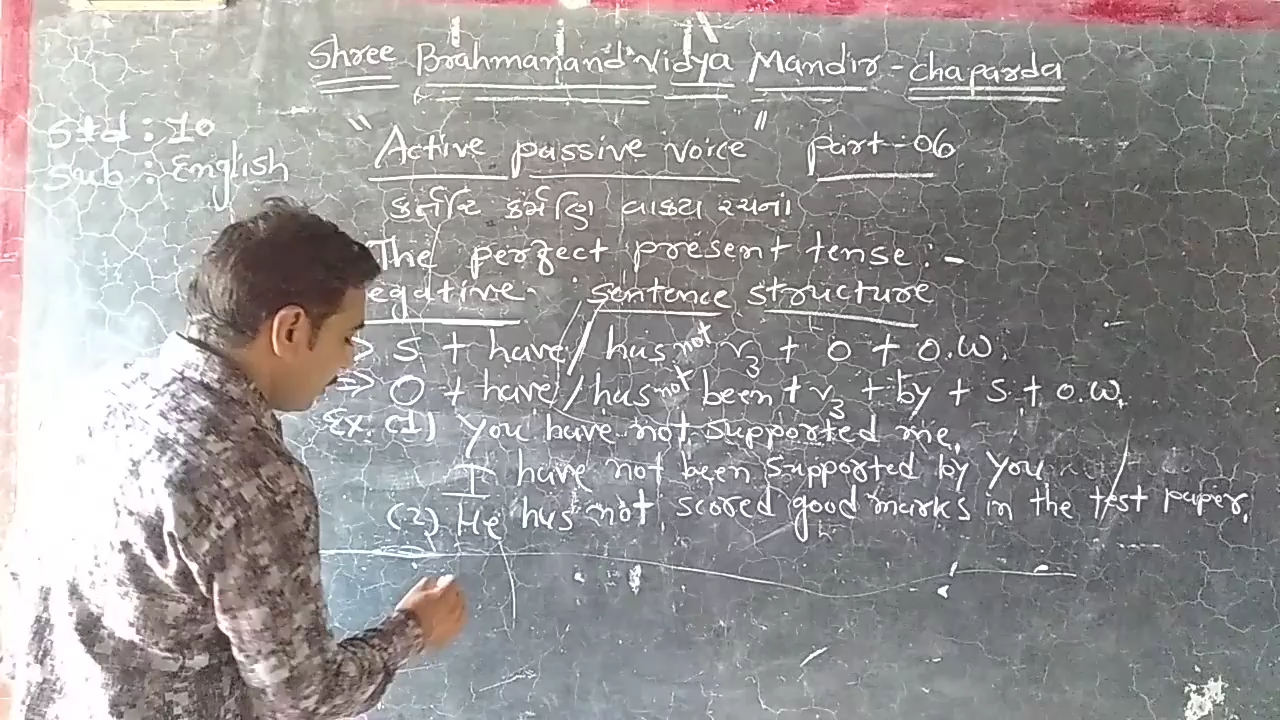 Shree Brahmanand Vidya Mandir - Chaparda
Std : 10
Sub : English
"Active passive voice" part-06
કર્તરિ કર્મણિ વાક્ય રચના
The perfect present tense :-
egative sentence structure
⇒ S + have/has not v3 + O + O.W.
⇒ O + have/has not been + v3 + by + S + O.W.
Ex. (1) You have not supported me.
I have not been supported by you
(2) He has not scored good marks in the test paper.